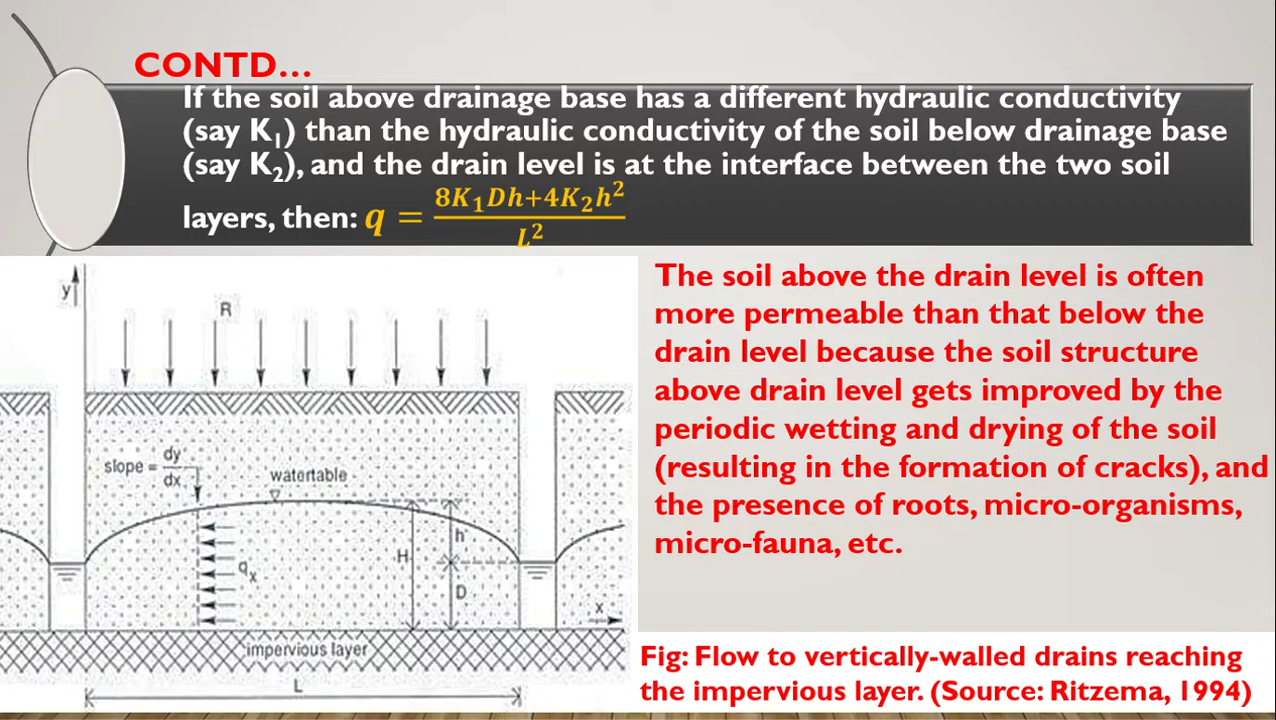 CONTD...
If the soil above drainage base has a different hydraulic conductivity
(say K₁) than the hydraulic conductivity of the soil below drainage base
(say K₂), and the drain level is at the interface between the two soil
layers, then: q = (8K₁Dh+4K₂h²)/L²
The soil above the drain level is often
more permeable than that below the
drain level because the soil structure
above drain level gets improved by the
periodic wetting and drying of the soil
(resulting in the formation of cracks), and
the presence of roots, micro-organisms,
micro-fauna, etc.
y
R
slope = dy/dx
watertable
h
H
qₓ
D
x
impervious layer
L
Fig: Flow to vertically-walled drains reaching
the impervious layer. (Source: Ritzema, 1994)